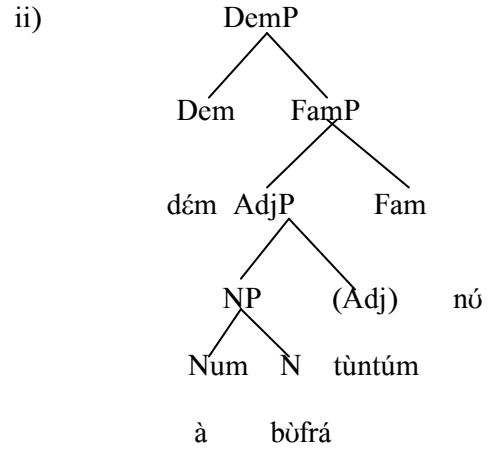 ii) DemP
Dem FamP
dɛ́m AdjP Fam
NP (Adj) nʊ́
Num N tùntúm
à bʊ̀frá